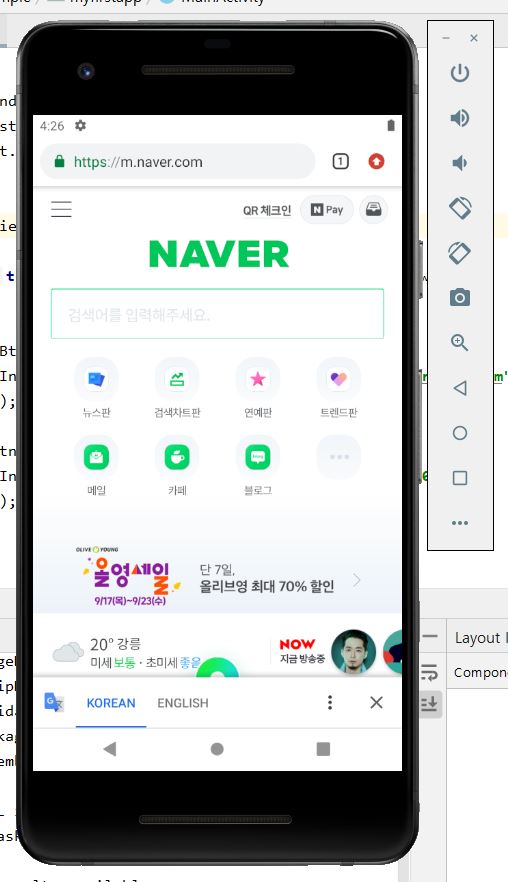 myfirstapp MainActivity
4:26
https://m.naver.com
1
QR 체크인
N Pay
NAVER
검색어를 입력해주세요.
뉴스판 검색차트판 연예판 트렌드판
메일 카페 블로그
OLIVE YOUNG
올영세일
9/17(목)~9/23(수)
단 7일,
올리브영 최대 70% 할인
20° 강릉
미세 보통 · 초미세 좋음
NOW
지금 방송중
KOREAN ENGLISH
Layout I
Compon